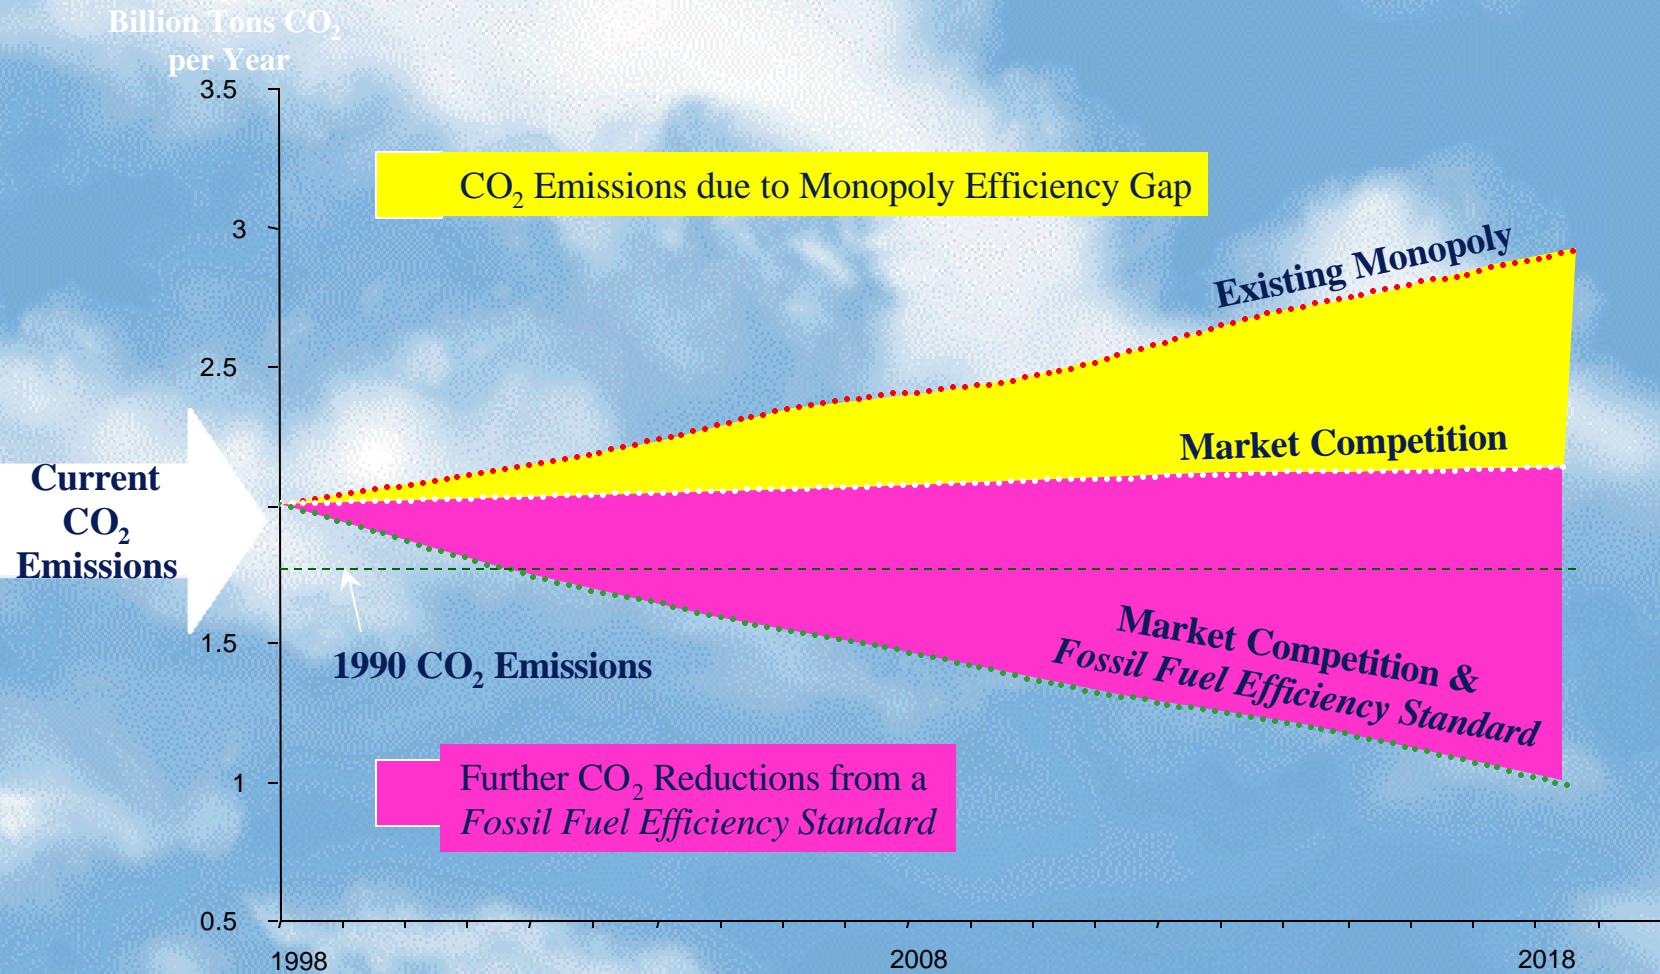 Billion Tons CO₂
per Year
3.5
CO₂ Emissions due to Monopoly Efficiency Gap
3
Existing Monopoly
2.5
Market Competition
Current
CO₂
Emissions
1.5
1990 CO₂ Emissions
Market Competition &
Fossil Fuel Efficiency Standard
1
Further CO₂ Reductions from a
Fossil Fuel Efficiency Standard
0.5
1998
2008
2018